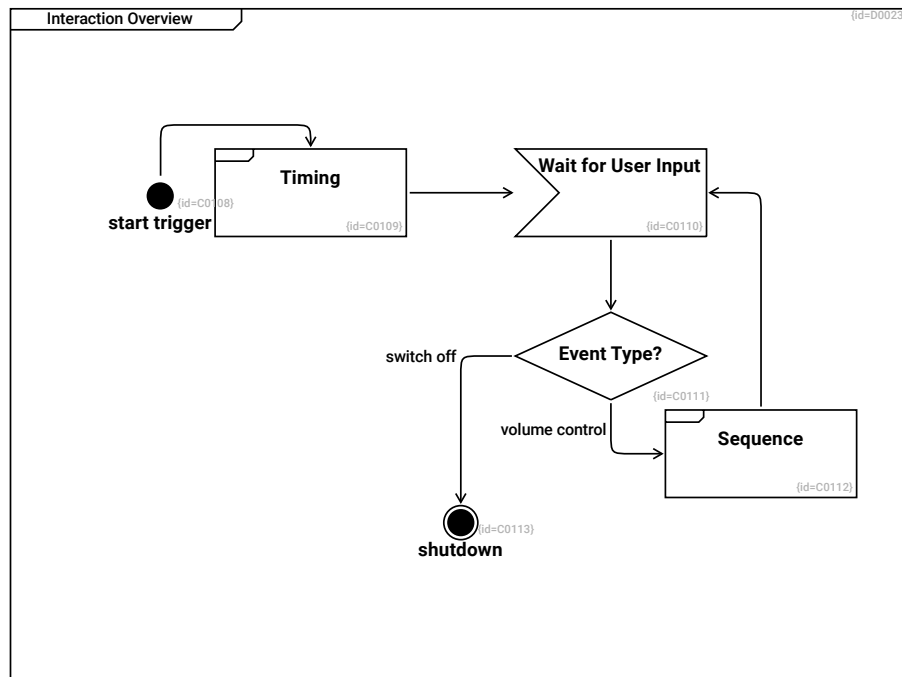 Interaction Overview
{id=D0023
Timing
{id=C0109}
Wait for User Input
{id=C0110}
{id=C0108}
start trigger
Event Type?
{id=C0111}
switch off
volume control
Sequence
{id=C0112}
{id=C0113}
shutdown